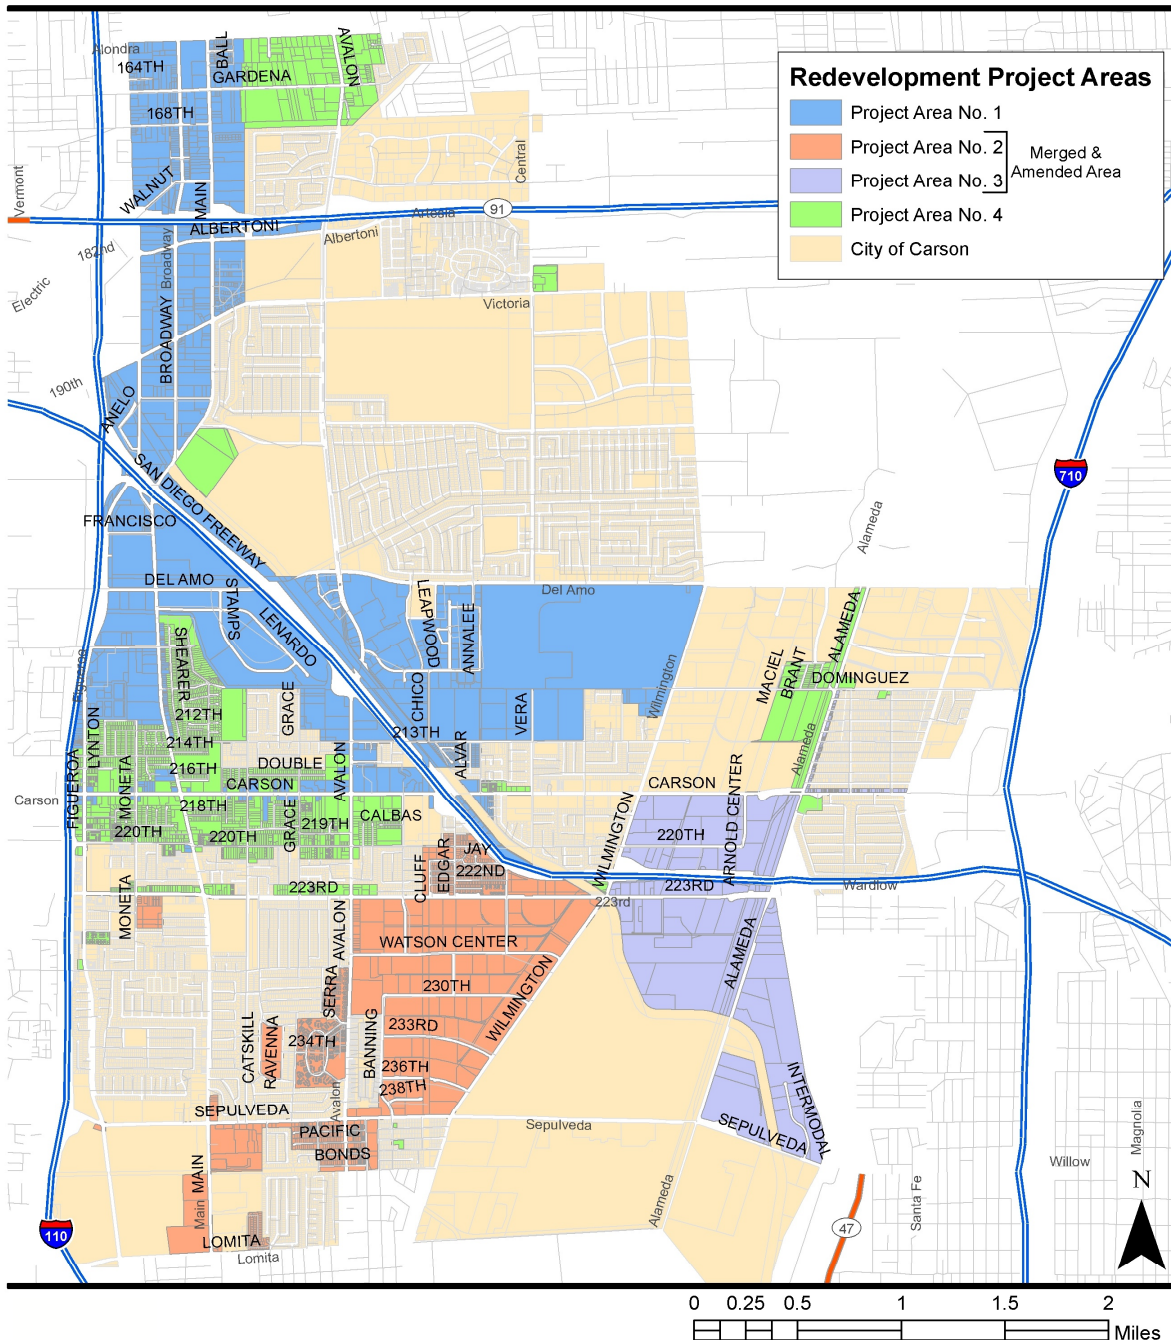 Alondra
164TH
BALL
GARDENA
AVALON
168TH
Redevelopment Project Areas
Project Area No. 1
Project Area No. 2
Project Area No. 3
Merged &
Amended Area
Project Area No. 4
City of Carson
Vermont
WALNUT
MAIN
Central
91
Artesia
ALBERTONI
Albertoni
182nd
Broadway
Electric
Victoria
BROADWAY
190th
ANELO
SAN DIEGO FREEWAY
710
FRANCISCO
Alameda
DEL AMO
STAMPS
LENARDO
LEAPWOOD
ANNALEE
Del Amo
ALAMEDA
SHEARER
Figueroa
GRACE
CHICO
VERA
Wilmington
MACIEL
BRANT
DOMINGUEZ
212TH
LYNTON
214TH
213TH
ALVAR
Alameda
216TH
DOUBLE
AVALON
FIGUEROA
MONETA
CARSON
CARSON
ARNOLD CENTER
Carson
218TH
GRACE
219TH
CALBAS
WILMINGTON
220TH
220TH
220TH
CLUFF
EDGAR
JAY
222ND
223RD
223RD
Wardlow
223rd
MONETA
AVALON
WATSON CENTER
ALAMEDA
SERRA
230TH
WILMINGTON
CATSKILL
RAVENNA
234TH
BANNING
233RD
236TH
238TH
INTERMODAL
SEPULVEDA
Avalon
Sepulveda
SEPULVEDA
PACIFIC
BONDS
Magnolia
Willow
MAIN
Main
Alameda
Santa Fe
N
110
LOMITA
Lomita
47
0 0.25 0.5 1 1.5 2
Miles